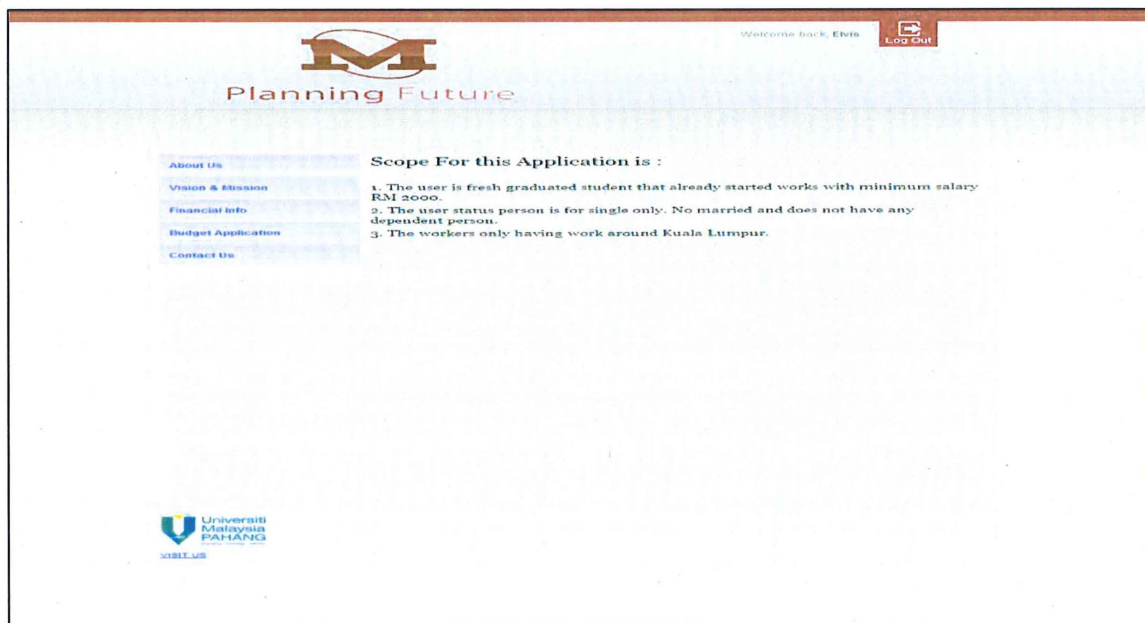 Welcome back, Elvis
Log Out
M
Planning Future
About Us
Vision & Mission
Financial Info
Budget Application
Contact Us
Scope For this Application is :
1. The user is fresh graduated student that already started works with minimum salary
RM 2000.
2. The user status person is for single only. No married and does not have any
dependent person.
3. The workers only having work around Kuala Lumpur.
Universiti
Malaysia
PAHANG
VISIT US